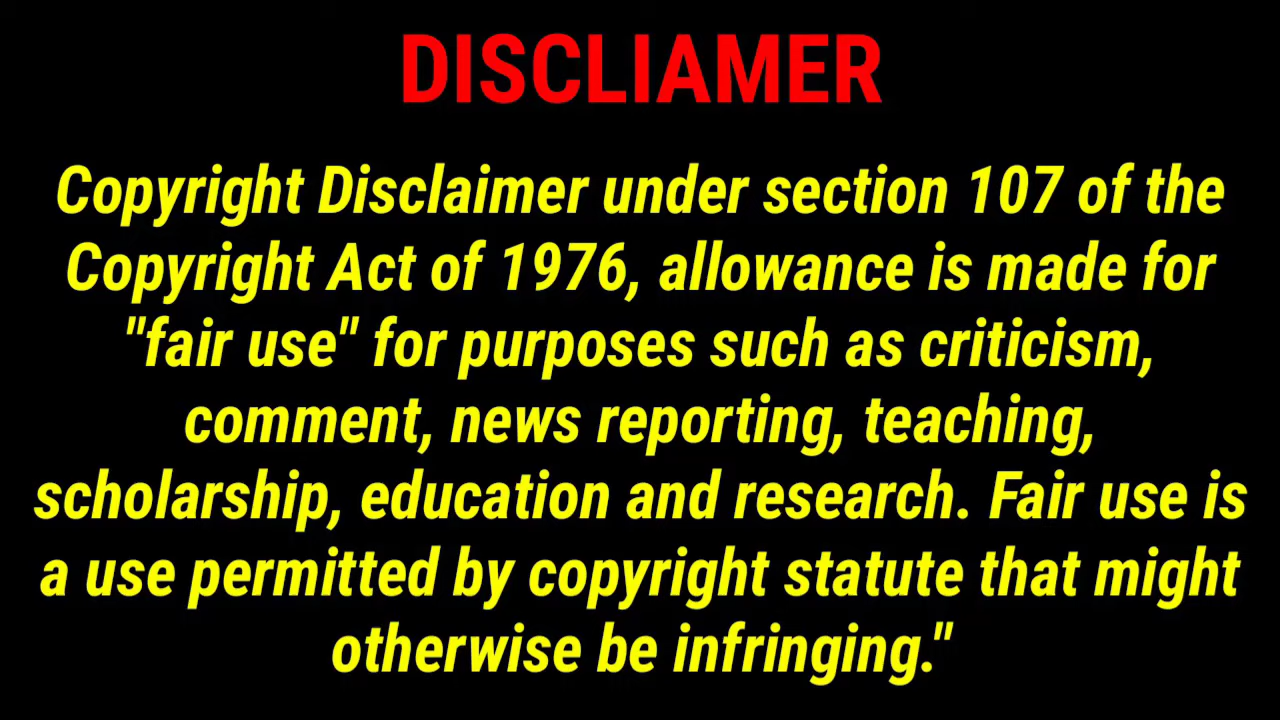 DISCLIAMER
Copyright Disclaimer under section 107 of the
Copyright Act of 1976, allowance is made for
"fair use" for purposes such as criticism,
comment, news reporting, teaching,
scholarship, education and research. Fair use is
a use permitted by copyright statute that might
otherwise be infringing."